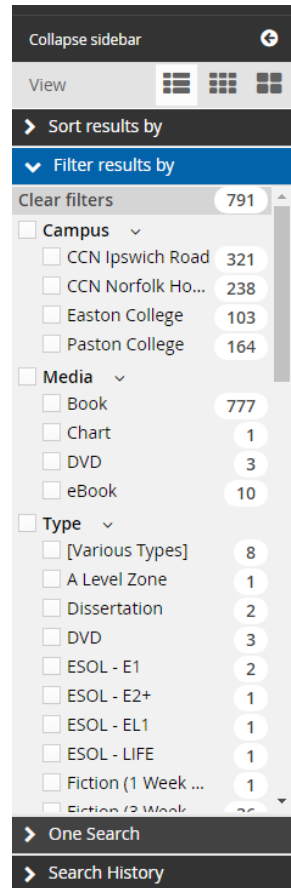 Collapse sidebar
View
Sort results by
Filter results by
Clear filters 791
Campus
CCN Ipswich Road 321
CCN Norfolk Ho... 238
Easton College 103
Paston College 164
Media
Book 777
Chart 1
DVD 3
eBook 10
Type
[Various Types] 8
A Level Zone 1
Dissertation 2
DVD 3
ESOL - E1 2
ESOL - E2+ 1
ESOL - EL1 1
ESOL - LIFE 1
Fiction (1 Week ... 1
Fiction (3 Week
One Search
Search History